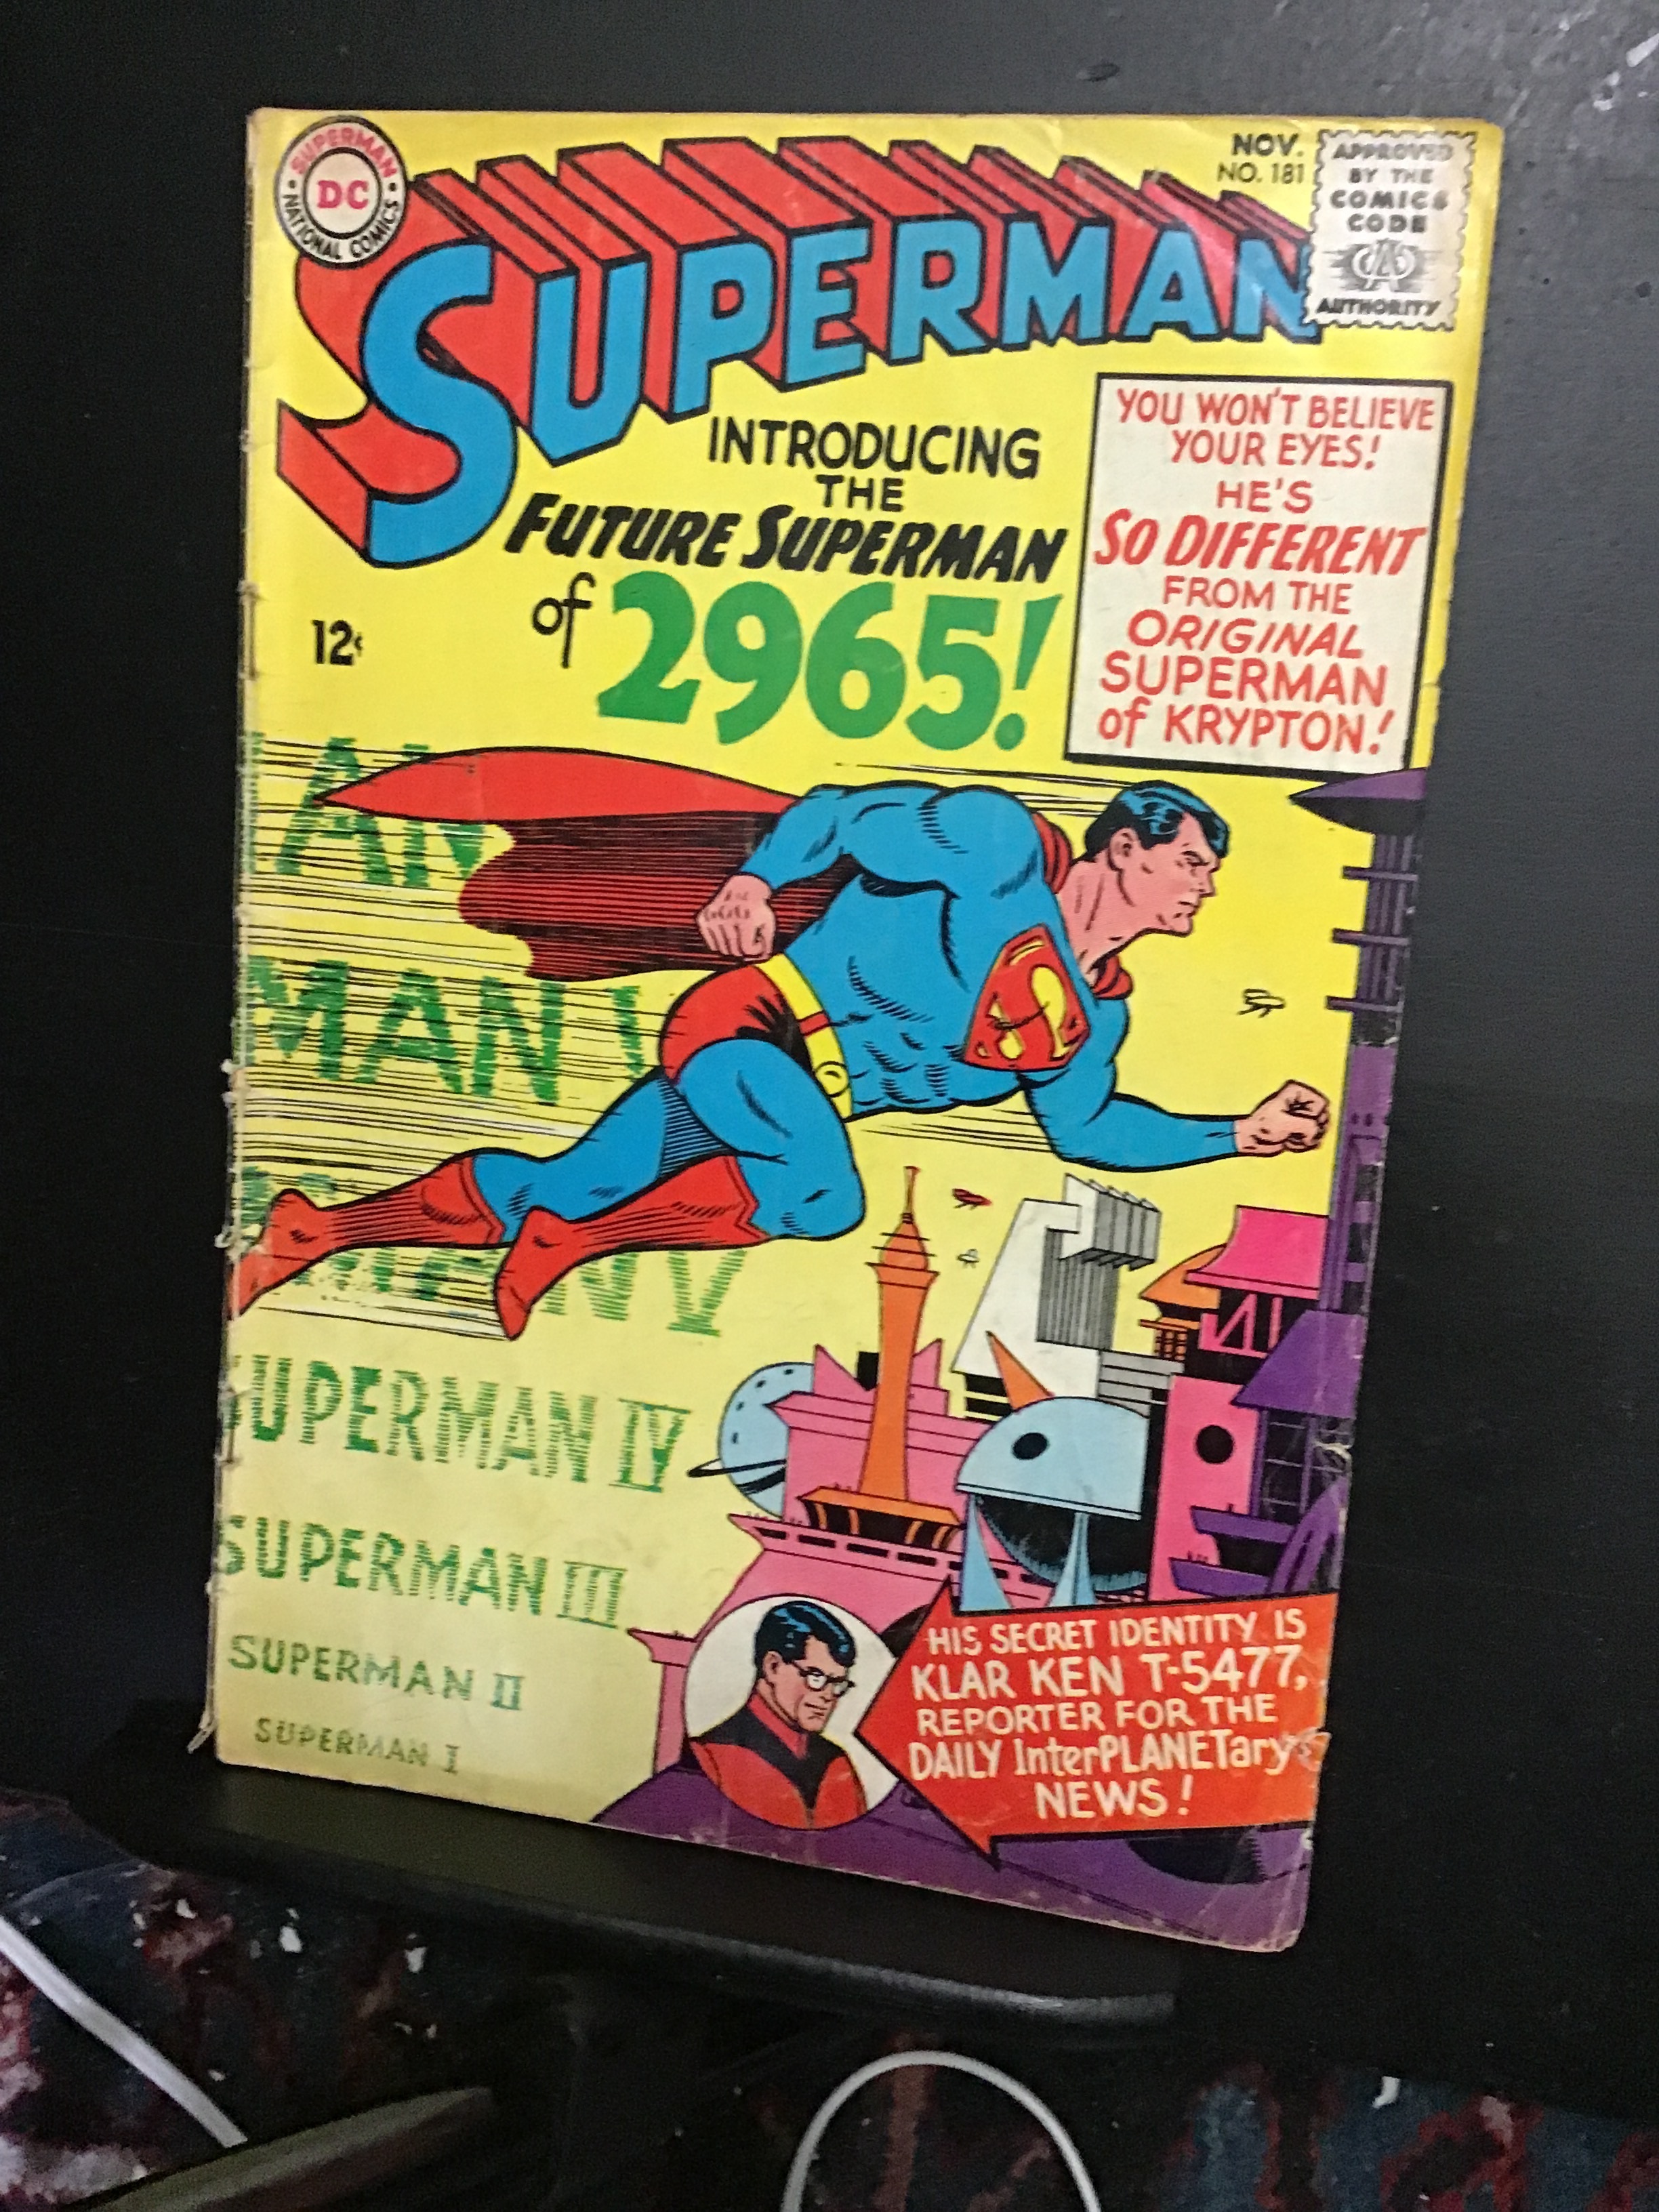 SUPERMAN
DC
NATIONAL COMICS
SUPERMAN
NOV.
NO. 181
APPROVED
BY THE
COMICS
CODE
AUTHORITY
INTRODUCING
THE
FUTURE SUPERMAN
of 2965!
12¢
YOU WON'T BELIEVE
YOUR EYES!
HE'S
SO DIFFERENT
FROM THE
ORIGINAL
SUPERMAN
of KRYPTON!
AN
MAN
MAN V
SUPERMAN IV
SUPERMAN III
SUPERMAN II
SUPERMAN I
HIS SECRET IDENTITY IS
KLAR KEN T-5477,
REPORTER FOR THE
DAILY InterPLANETary
NEWS!